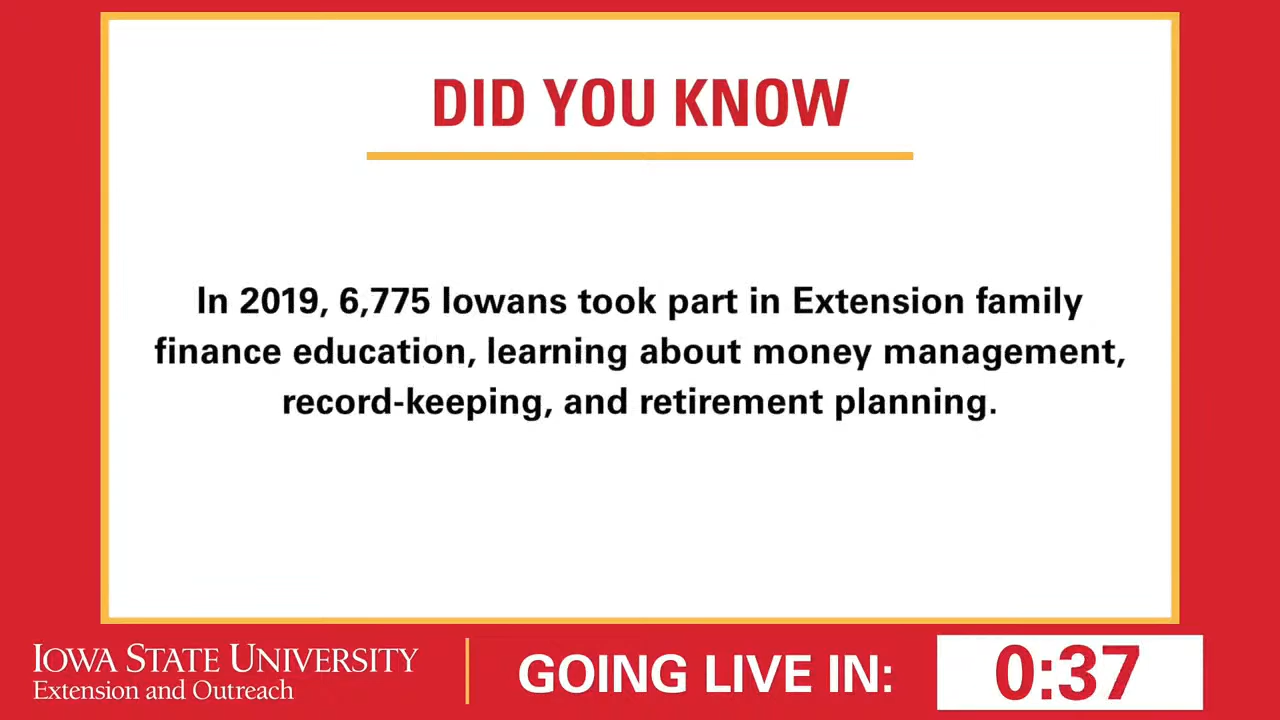 DID YOU KNOW
In 2019, 6,775 Iowans took part in Extension family
finance education, learning about money management,
record-keeping, and retirement planning.
IOWA STATE UNIVERSITY
Extension and Outreach
GOING LIVE IN:
0:37